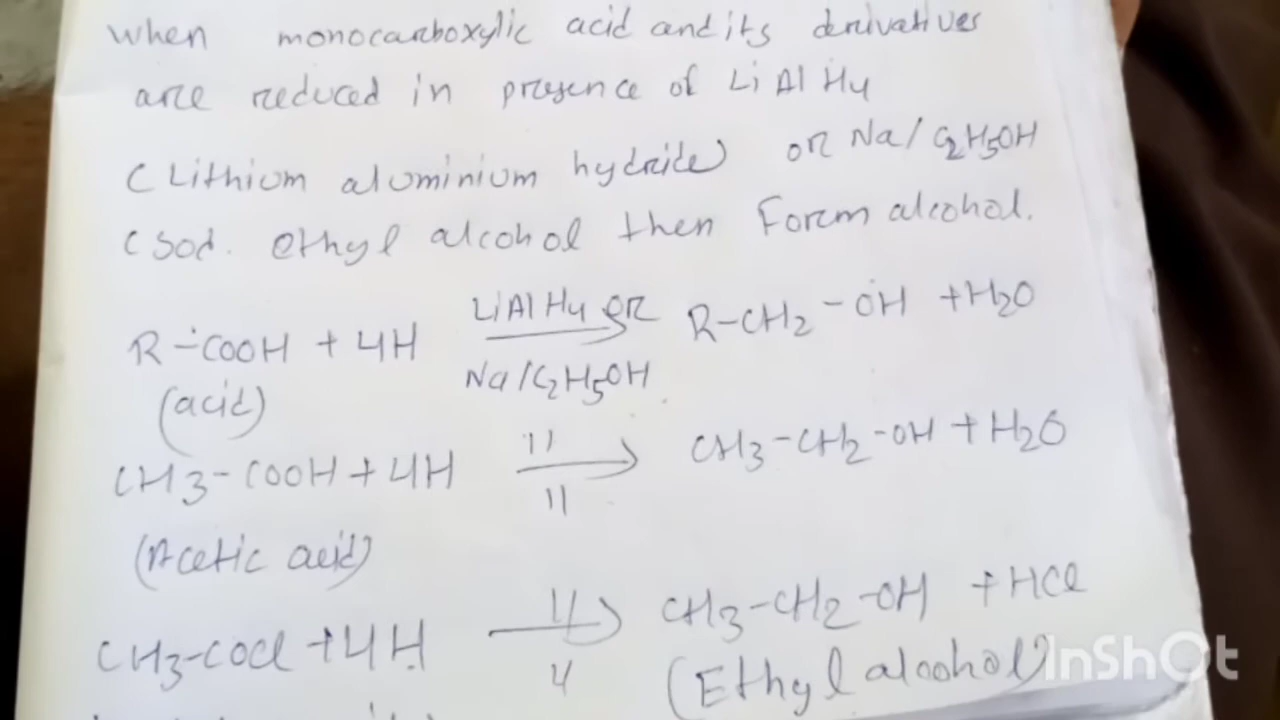 When monocarboxylic acid and its derivatives
are reduced in presence of LiAlH4
(Lithium aluminium hydride) or Na/C2H5OH
(Sod. ethyl alcohol then Form alcohol.
R-COOH + 4H LiAlH4 or Na/C2H5OH R-CH2-OH + H2O
(acid)
CH3-COOH + 4H " " CH3-CH2-OH + H2O
(Acetic acid)
CH3-COCl + 4H " " CH3-CH2-OH + HCl
(Ethyl alcohol)
InShOt